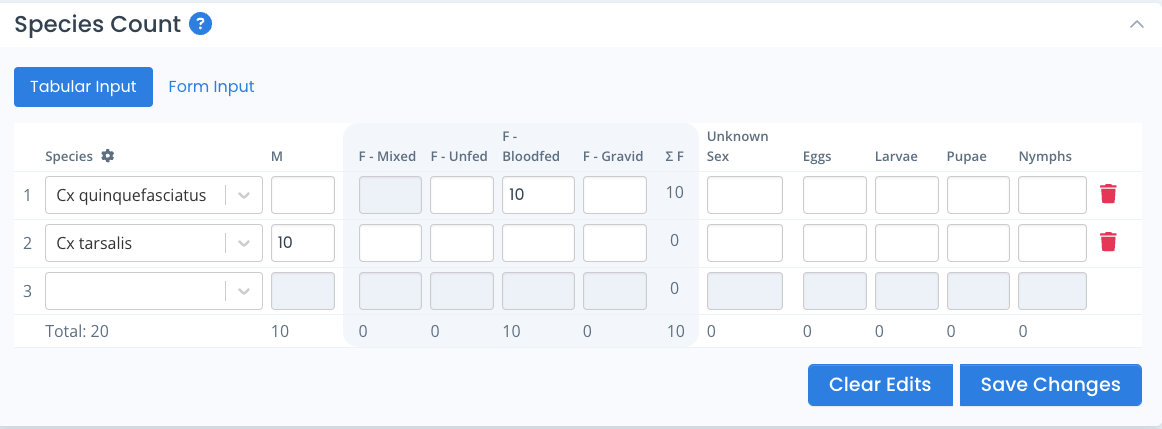 Species Count ?
Tabular Input Form Input
Species M F - Mixed F - Unfed F - Bloodfed F - Gravid Σ F Unknown Sex Eggs Larvae Pupae Nymphs
1 Cx quinquefasciatus 10 10
2 Cx tarsalis 10 0
3 0
Total: 20 10 0 0 10 0 10 0 0 0 0 0
Clear Edits Save Changes